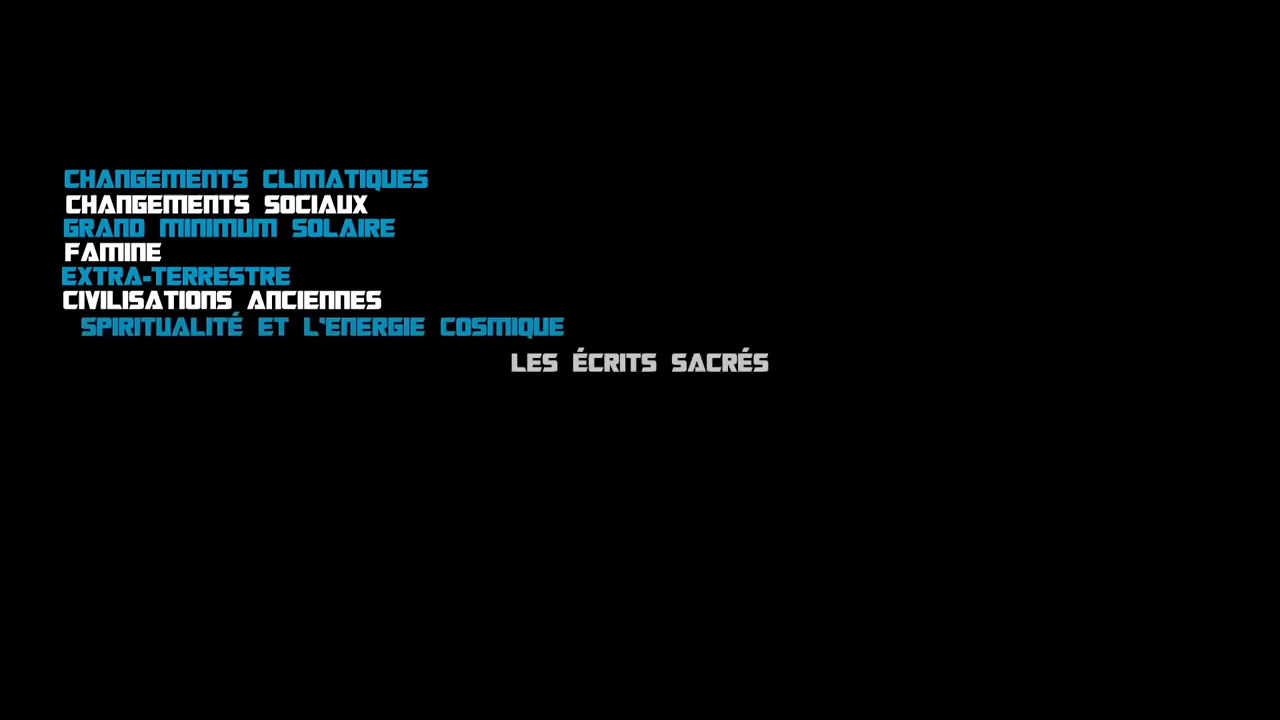 CHANGEMENTS CLIMATIQUES
CHANGEMENTS SOCIAUX
GRAND MINIMUM SOLAIRE
FAMINE
EXTRA-TERRESTRE
CIVILISATIONS ANCIENNES
SPIRITUALITÉ ET L'ENERGIE COSMIQUE
LES ÉCRITS SACRÉS